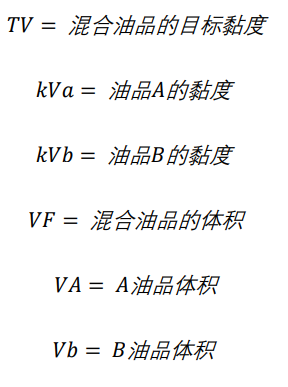 TV = 混合油品的目标黏度
kVa = 油品A的黏度
kVb = 油品B的黏度
VF = 混合油品的体积
VA = A油品体积
Vb = B油品体积